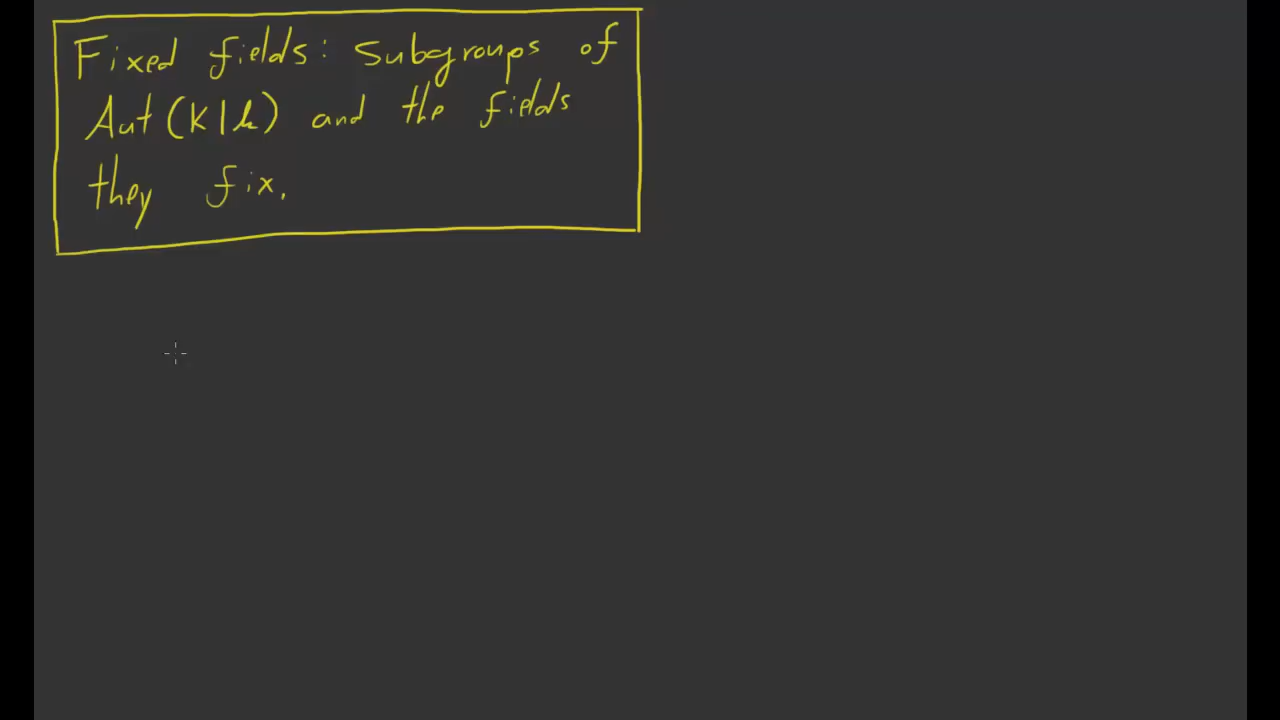 Fixed fields: Subgroups of
Aut(K|k) and the fields
they fix.